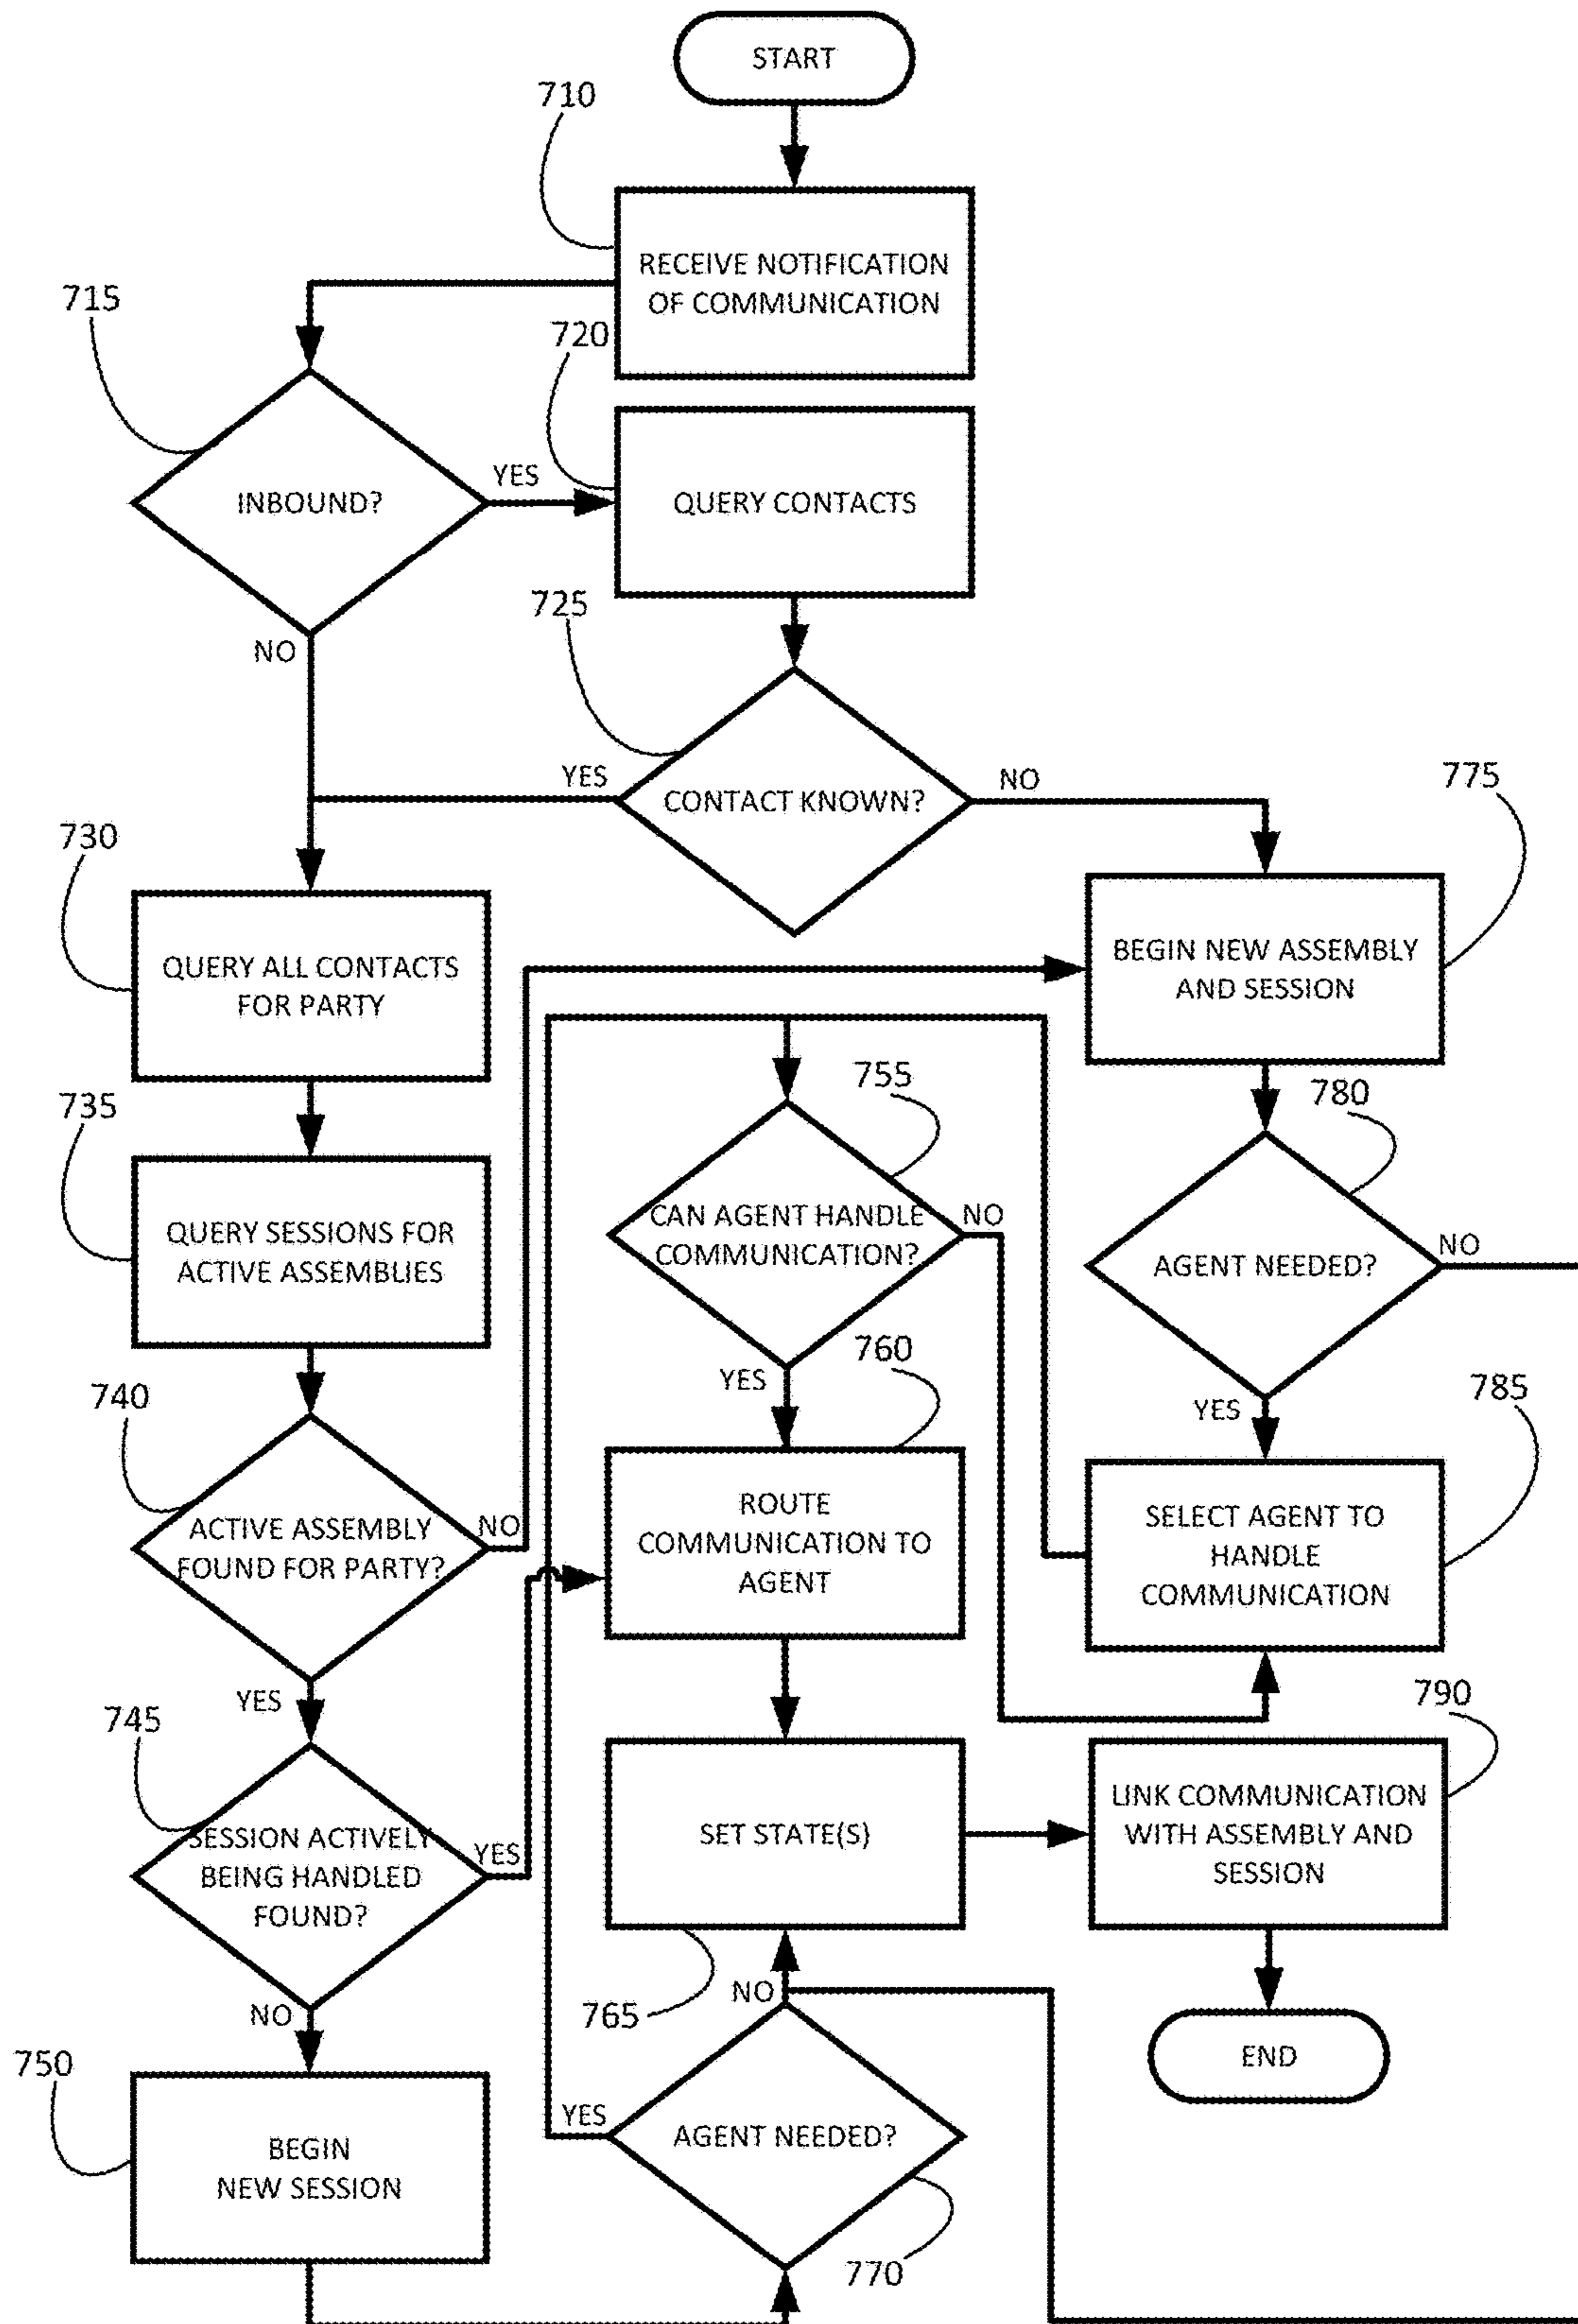 START
710
RECEIVE NOTIFICATION
OF COMMUNICATION
715
720
INBOUND?
YES
QUERY CONTACTS
NO
725
CONTACT KNOWN?
YES
NO
775
730
QUERY ALL CONTACTS
FOR PARTY
BEGIN NEW ASSEMBLY
AND SESSION
735
QUERY SESSIONS FOR
ACTIVE ASSEMBLIES
755
CAN AGENT HANDLE
COMMUNICATION?
NO
YES
780
AGENT NEEDED?
NO
YES
740
ACTIVE ASSEMBLY
FOUND FOR PARTY?
NO
YES
760
ROUTE
COMMUNICATION TO
AGENT
785
SELECT AGENT TO
HANDLE
COMMUNICATION
745
SESSION ACTIVELY
BEING HANDLED
FOUND?
YES
NO
SET STATE(S)
765
790
LINK COMMUNICATION
WITH ASSEMBLY AND
SESSION
END
750
BEGIN
NEW SESSION
NO
YES
AGENT NEEDED?
770